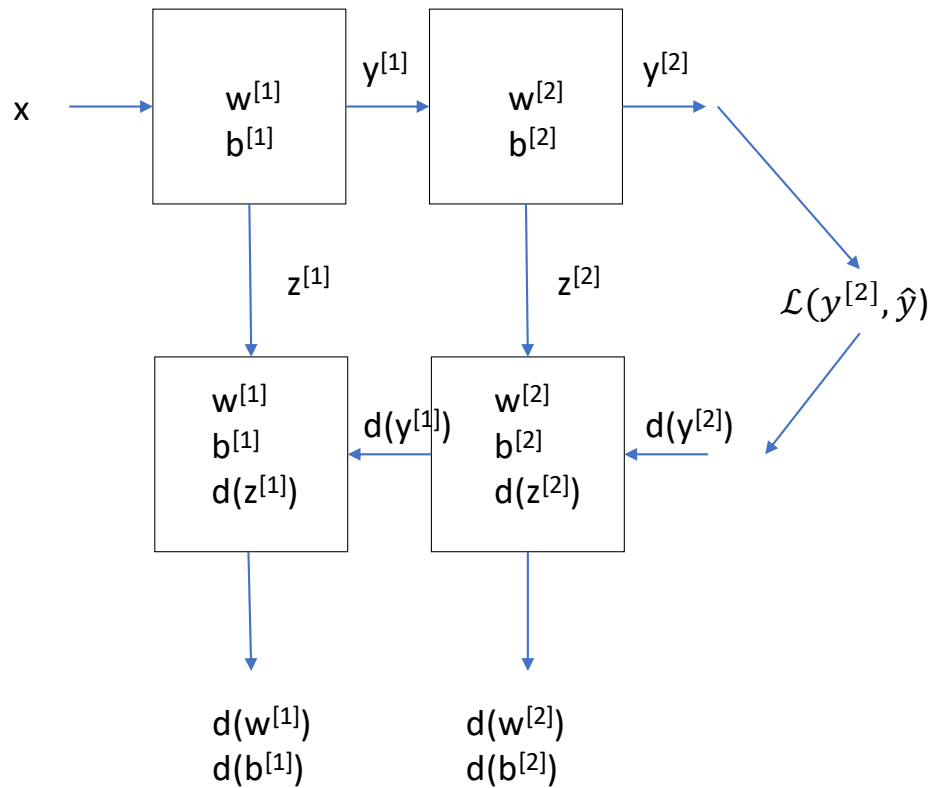 y^[1]
y^[2]
x
w^[1]
b^[1]
w^[2]
b^[2]
z^[1]
z^[2]
ℒ(y^[2], ŷ)
w^[1]
b^[1]
d(z^[1])
d(y^[1])
w^[2]
b^[2]
d(z^[2])
d(y^[2])
d(w^[1])
d(b^[1])
d(w^[2])
d(b^[2])